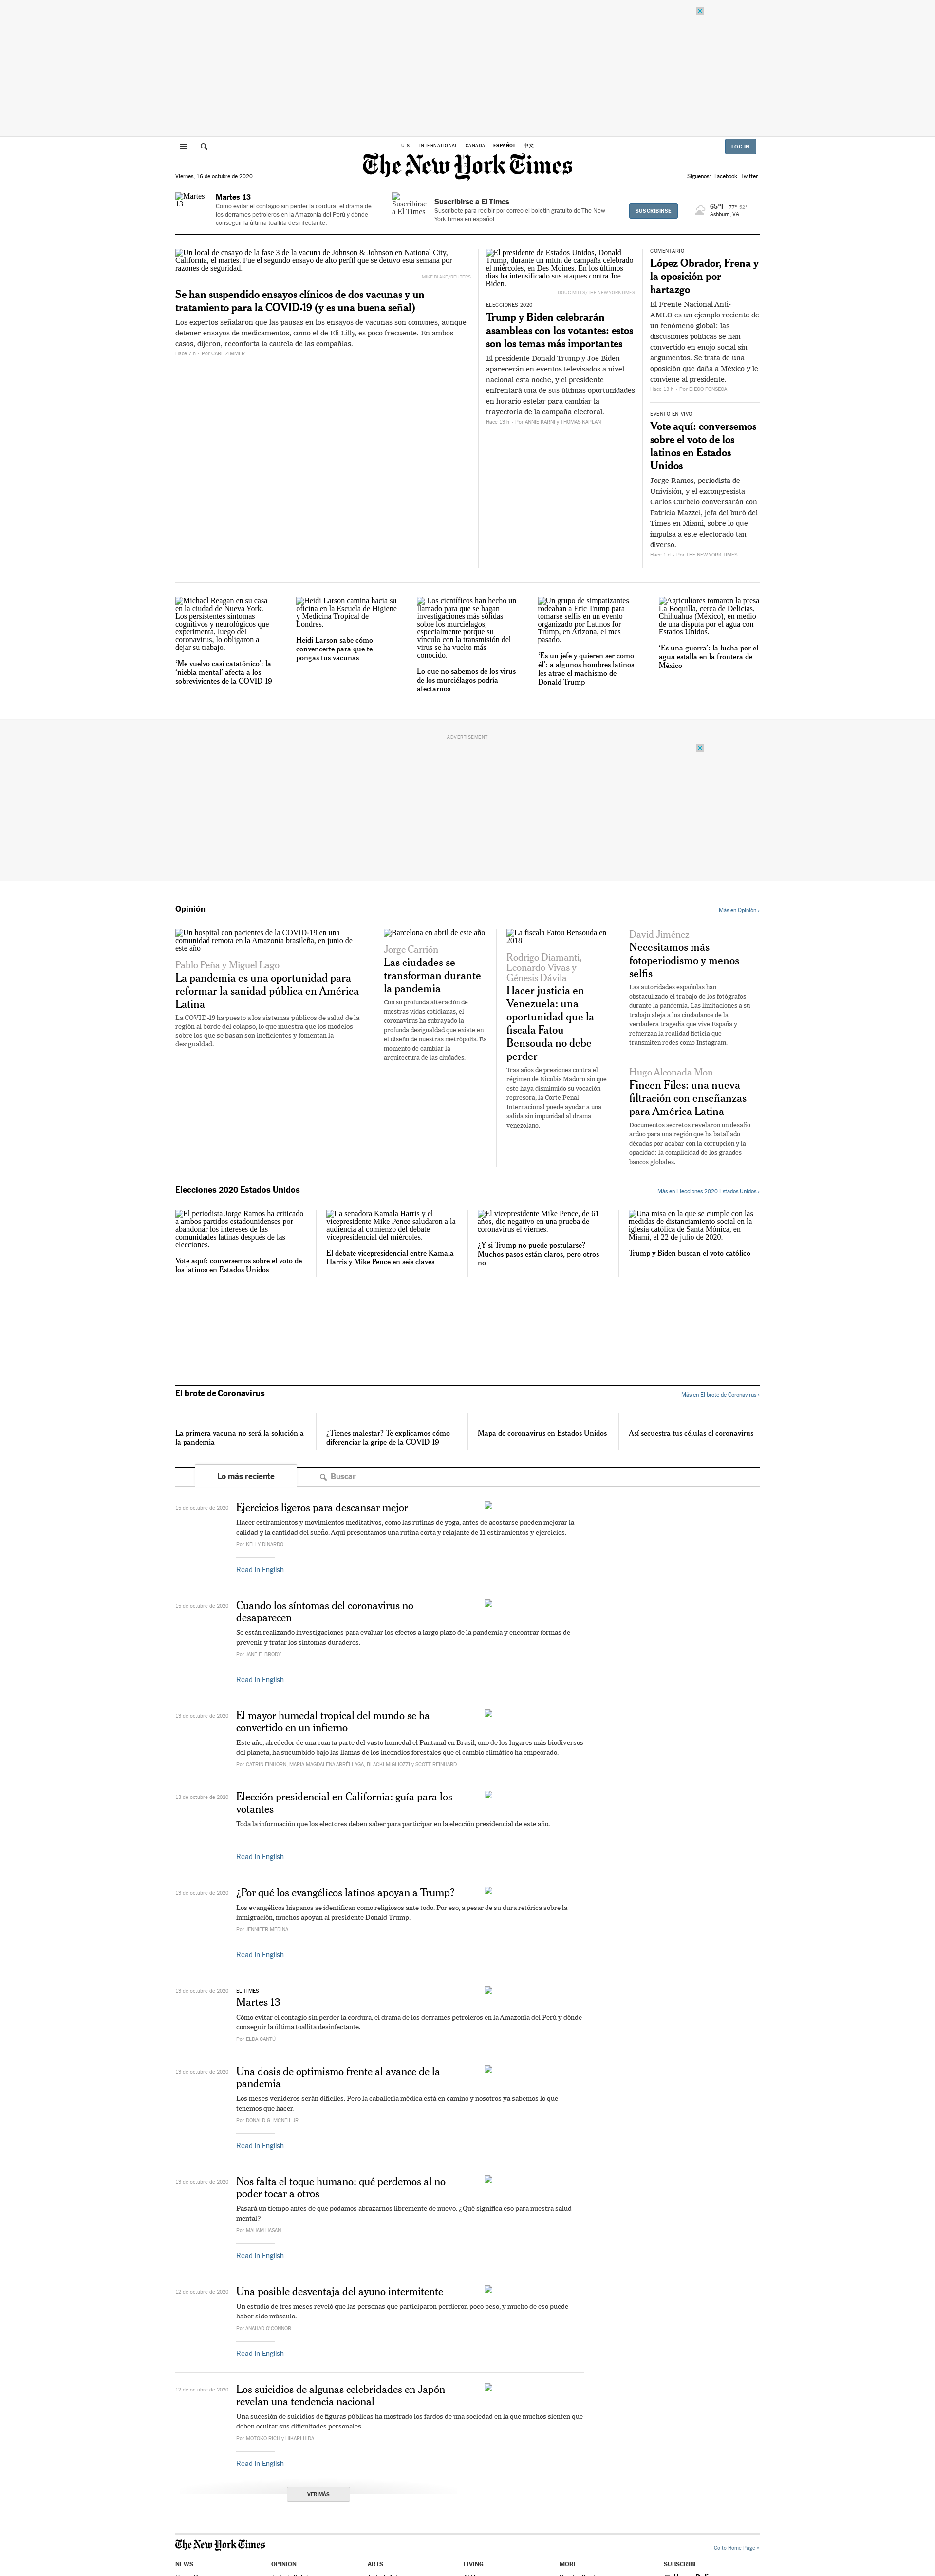 U.S. INTERNATIONAL CANADA ESPAÑOL 中文
LOG IN
The New York Times
Viernes, 16 de octubre de 2020
Síguenos: Facebook Twitter
Martes 13
Martes 13
Cómo evitar el contagio sin perder la cordura, el drama de
los derrames petroleros en la Amazonía del Perú y dónde
conseguir la última toallita desinfectante.
Suscribirse a El Times
Suscribirse a El Times
Suscríbete para recibir por correo el boletín gratuito de The New
York Times en español.
SUSCRIBIRSE
65°F 77° 52°
Ashburn, VA
Un local de ensayo de la fase 3 de la vacuna de Johnson & Johnson en National City,
California, el martes. Fue el segundo ensayo de alto perfil que se detuvo esta semana por
razones de seguridad.
MIKE BLAKE/REUTERS
Se han suspendido ensayos clínicos de dos vacunas y un
tratamiento para la COVID-19 (y es una buena señal)
Los expertos señalaron que las pausas en los ensayos de vacunas son comunes, aunque
detener ensayos de medicamentos, como el de Eli Lilly, es poco frecuente. En ambos
casos, dijeron, reconforta la cautela de las compañías.
Hace 7 h – Por CARL ZIMMER
El presidente de Estados Unidos, Donald
Trump, durante un mitin de campaña celebrado
el miércoles, en Des Moines. En los últimos
días ha intensificado sus ataques contra Joe
Biden.
DOUG MILLS/THE NEW YORK TIMES
ELECCIONES 2020
Trump y Biden celebrarán
asambleas con los votantes: estos
son los temas más importantes
El presidente Donald Trump y Joe Biden
aparecerán en eventos televisados a nivel
nacional esta noche, y el presidente
enfrentará una de sus últimas oportunidades
en horario estelar para cambiar la
trayectoria de la campaña electoral.
Hace 13 h – Por ANNIE KARNI y THOMAS KAPLAN
COMENTARIO
López Obrador, Frena y
la oposición por
hartazgo
El Frente Nacional Anti-
AMLO es un ejemplo reciente de
un fenómeno global: las
discusiones políticas se han
convertido en enojo social sin
argumentos. Se trata de una
oposición que daña a México y le
conviene al presidente.
Hace 13 h – Por DIEGO FONSECA
EVENTO EN VIVO
Vote aquí: conversemos
sobre el voto de los
latinos en Estados
Unidos
Jorge Ramos, periodista de
Univisión, y el excongresista
Carlos Curbelo conversarán con
Patricia Mazzei, jefa del buró del
Times en Miami, sobre lo que
impulsa a este electorado tan
diverso.
Hace 1 d – Por THE NEW YORK TIMES
Michael Reagan en su casa
en la ciudad de Nueva York.
Los persistentes síntomas
cognitivos y neurológicos que
experimenta, luego del
coronavirus, lo obligaron a
dejar su trabajo.
‘Me vuelvo casi catatónico’: la
‘niebla mental’ afecta a los
sobrevivientes de la COVID-19
Heidi Larson camina hacia su
oficina en la Escuela de Higiene
y Medicina Tropical de
Londres.
Heidi Larson sabe cómo
convencerte para que te
pongas tus vacunas
Los científicos han hecho un
llamado para que se hagan
investigaciones más sólidas
sobre los murciélagos,
especialmente porque su
vínculo con la transmisión del
virus se ha vuelto más
conocido.
Lo que no sabemos de los virus
de los murciélagos podría
afectarnos
Un grupo de simpatizantes
rodeaban a Eric Trump para
tomarse selfis en un evento
organizado por Latinos for
Trump, en Arizona, el mes
pasado.
‘Es un jefe y quieren ser como
él’: a algunos hombres latinos
les atrae el machismo de
Donald Trump
Agricultores tomaron la presa
La Boquilla, cerca de Delicias,
Chihuahua (México), en medio
de una disputa por el agua con
Estados Unidos.
‘Es una guerra’: la lucha por el
agua estalla en la frontera de
México
ADVERTISEMENT
Opinión
Más en Opinión ›
Un hospital con pacientes de la COVID-19 en una
comunidad remota en la Amazonía brasileña, en junio de
este año
Pablo Peña y Miguel Lago
La pandemia es una oportunidad para
reformar la sanidad pública en América
Latina
La COVID-19 ha puesto a los sistemas públicos de salud de la
región al borde del colapso, lo que muestra que los modelos
sobre los que se basan son ineficientes y fomentan la
desigualdad.
Barcelona en abril de este año
Jorge Carrión
Las ciudades se
transforman durante
la pandemia
Con su profunda alteración de
nuestras vidas cotidianas, el
coronavirus ha subrayado la
profunda desigualdad que existe en
el diseño de nuestras metrópolis. Es
momento de cambiar la
arquitectura de las ciudades.
La fiscala Fatou Bensouda en
2018
Rodrigo Diamanti,
Leonardo Vivas y
Génesis Dávila
Hacer justicia en
Venezuela: una
oportunidad que la
fiscala Fatou
Bensouda no debe
perder
Tras años de presiones contra el
régimen de Nicolás Maduro sin que
este haya disminuido su vocación
represora, la Corte Penal
Internacional puede ayudar a una
salida sin impunidad al drama
venezolano.
David Jiménez
Necesitamos más
fotoperiodismo y menos
selfis
Las autoridades españolas han
obstaculizado el trabajo de los fotógrafos
durante la pandemia. Las limitaciones a su
trabajo aleja a los ciudadanos de la
verdadera tragedia que vive España y
refuerzan la realidad ficticia que
transmiten redes como Instagram.
Hugo Alconada Mon
Fincen Files: una nueva
filtración con enseñanzas
para América Latina
Documentos secretos revelaron un desafío
arduo para una región que ha batallado
décadas por acabar con la corrupción y la
opacidad: la complicidad de los grandes
bancos globales.
Elecciones 2020 Estados Unidos
Más en Elecciones 2020 Estados Unidos ›
El periodista Jorge Ramos ha criticado
a ambos partidos estadounidenses por
abandonar los intereses de las
comunidades latinas después de las
elecciones.
Vote aquí: conversemos sobre el voto de
los latinos en Estados Unidos
La senadora Kamala Harris y el
vicepresidente Mike Pence saludaron a la
audiencia al comienzo del debate
vicepresidencial del miércoles.
El debate vicepresidencial entre Kamala
Harris y Mike Pence en seis claves
El vicepresidente Mike Pence, de 61
años, dio negativo en una prueba de
coronavirus el viernes.
¿Y si Trump no puede postularse?
Muchos pasos están claros, pero otros
no
Una misa en la que se cumple con las
medidas de distanciamiento social en la
iglesia católica de Santa Mónica, en
Miami, el 22 de julio de 2020.
Trump y Biden buscan el voto católico
El brote de Coronavirus
Más en El brote de Coronavirus ›
La primera vacuna no será la solución a
la pandemia
¿Tienes malestar? Te explicamos cómo
diferenciar la gripe de la COVID-19
Mapa de coronavirus en Estados Unidos
Así secuestra tus células el coronavirus
Lo más reciente
Buscar
15 de octubre de 2020
Ejercicios ligeros para descansar mejor
Hacer estiramientos y movimientos meditativos, como las rutinas de yoga, antes de acostarse pueden mejorar la
calidad y la cantidad del sueño. Aquí presentamos una rutina corta y relajante de 11 estiramientos y ejercicios.
Por KELLY DINARDO
Read in English
15 de octubre de 2020
Cuando los síntomas del coronavirus no
desaparecen
Se están realizando investigaciones para evaluar los efectos a largo plazo de la pandemia y encontrar formas de
prevenir y tratar los síntomas duraderos.
Por JANE E. BRODY
Read in English
13 de octubre de 2020
El mayor humedal tropical del mundo se ha
convertido en un infierno
Este año, alrededor de una cuarta parte del vasto humedal el Pantanal en Brasil, uno de los lugares más biodiversos
del planeta, ha sucumbido bajo las llamas de los incendios forestales que el cambio climático ha empeorado.
Por CATRIN EINHORN, MARIA MAGDALENA ARRÉLLAGA, BLACKI MIGLIOZZI y SCOTT REINHARD
13 de octubre de 2020
Elección presidencial en California: guía para los
votantes
Toda la información que los electores deben saber para participar en la elección presidencial de este año.
Read in English
13 de octubre de 2020
¿Por qué los evangélicos latinos apoyan a Trump?
Los evangélicos hispanos se identifican como religiosos ante todo. Por eso, a pesar de su dura retórica sobre la
inmigración, muchos apoyan al presidente Donald Trump.
Por JENNIFER MEDINA
Read in English
13 de octubre de 2020
EL TIMES
Martes 13
Cómo evitar el contagio sin perder la cordura, el drama de los derrames petroleros en la Amazonía del Perú y dónde
conseguir la última toallita desinfectante.
Por ELDA CANTÚ
13 de octubre de 2020
Una dosis de optimismo frente al avance de la
pandemia
Los meses venideros serán difíciles. Pero la caballería médica está en camino y nosotros ya sabemos lo que
tenemos que hacer.
Por DONALD G. MCNEIL JR.
Read in English
13 de octubre de 2020
Nos falta el toque humano: qué perdemos al no
poder tocar a otros
Pasará un tiempo antes de que podamos abrazarnos libremente de nuevo. ¿Qué significa eso para nuestra salud
mental?
Por MAHAM HASAN
Read in English
12 de octubre de 2020
Una posible desventaja del ayuno intermitente
Un estudio de tres meses reveló que las personas que participaron perdieron poco peso, y mucho de eso puede
haber sido músculo.
Por ANAHAD O'CONNOR
Read in English
12 de octubre de 2020
Los suicidios de algunas celebridades en Japón
revelan una tendencia nacional
Una sucesión de suicidios de figuras públicas ha mostrado los fardos de una sociedad en la que muchos sienten que
deben ocultar sus dificultades personales.
Por MOTOKO RICH y HIKARI HIDA
Read in English
VER MÁS
The New York Times
Go to Home Page »
NEWS OPINION ARTS LIVING MORE SUBSCRIBE